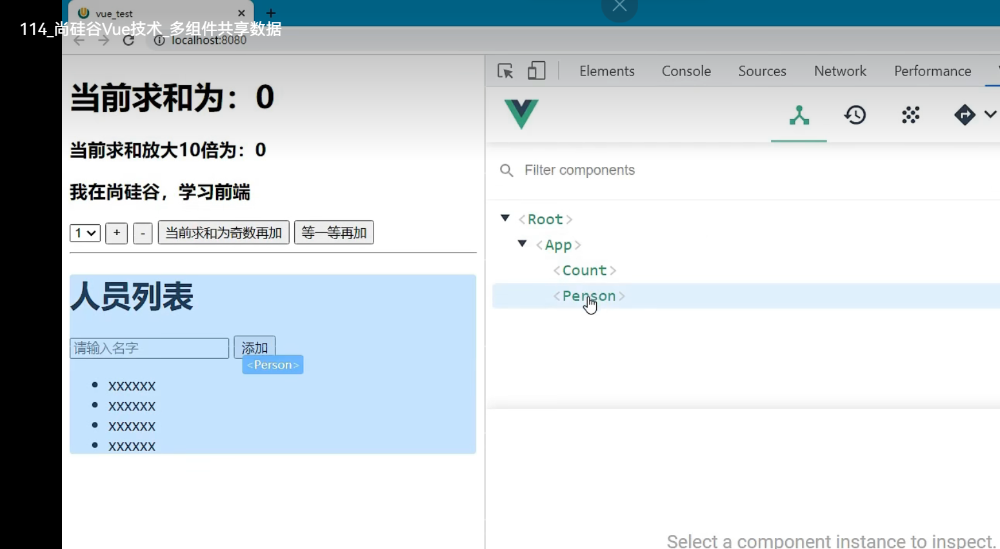 vue_test
114_尚硅谷Vue技术_多组件共享数据
localhost:8080
Elements Console Sources Network Performance
当前求和为：0
当前求和放大10倍为：0
我在尚硅谷，学习前端
1 + - 当前求和为奇数再加 等一等再加
人员列表
请输入名字 添加
<Person>
xxxxxx
xxxxxx
xxxxxx
xxxxxx
Filter components
<Root>
<App>
<Count>
<Person>
Select a component instance to inspect.